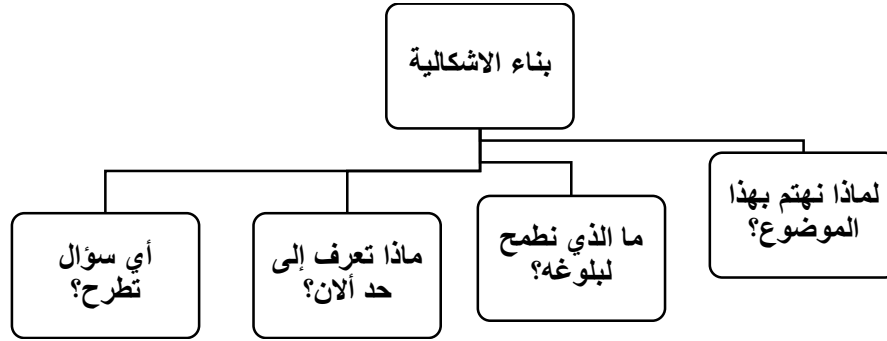 بناء الاشكالية
لماذا نهتم بهذا
الموضوع؟
ما الذي نطمح
لبلوغه؟
ماذا تعرف إلى
حد ألان؟
أي سؤال
تطرح؟